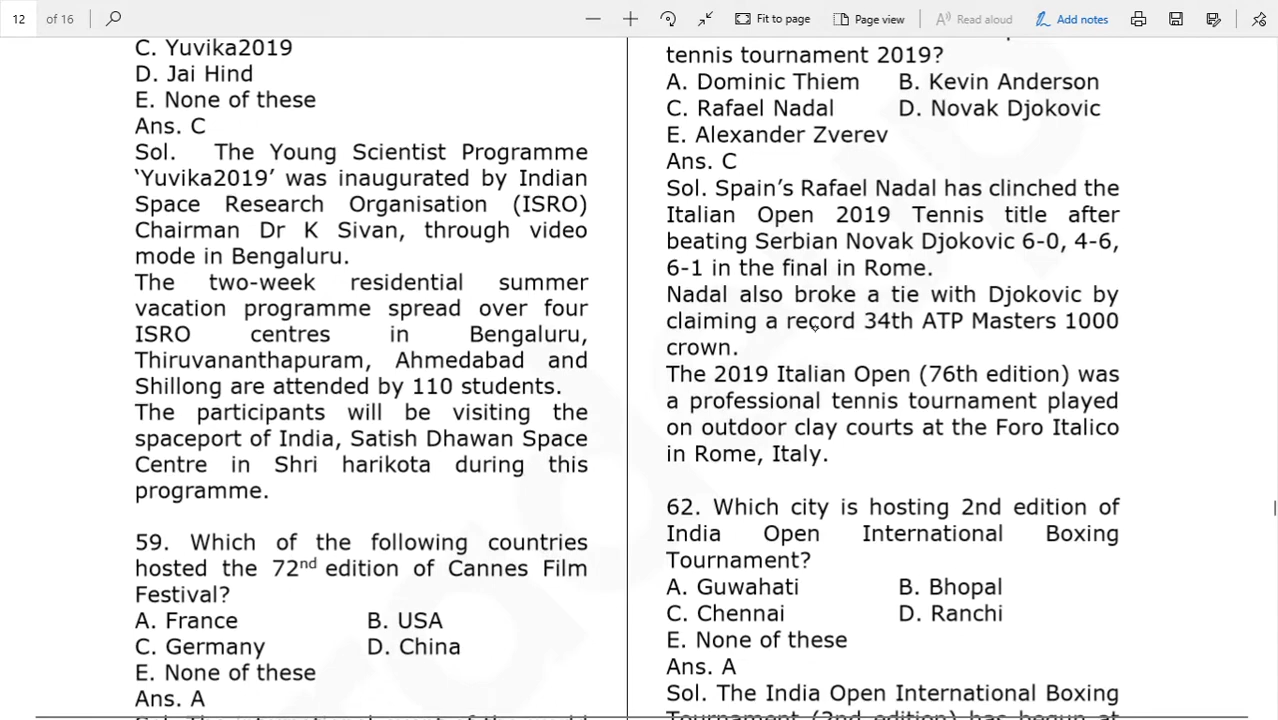 12 of 16
Fit to page
Page view
Read aloud
Add notes
C. Yuvika2019
D. Jai Hind
E. None of these
Ans. C
Sol. The Young Scientist Programme
‘Yuvika2019’ was inaugurated by Indian
Space Research Organisation (ISRO)
Chairman Dr K Sivan, through video
mode in Bengaluru.
The two-week residential summer
vacation programme spread over four
ISRO centres in Bengaluru,
Thiruvananthapuram, Ahmedabad and
Shillong are attended by 110 students.
The participants will be visiting the
spaceport of India, Satish Dhawan Space
Centre in Shri harikota during this
programme.
59. Which of the following countries
hosted the 72nd edition of Cannes Film
Festival?
A. France B. USA
C. Germany D. China
E. None of these
Ans. A
tennis tournament 2019?
A. Dominic Thiem B. Kevin Anderson
C. Rafael Nadal D. Novak Djokovic
E. Alexander Zverev
Ans. C
Sol. Spain’s Rafael Nadal has clinched the
Italian Open 2019 Tennis title after
beating Serbian Novak Djokovic 6-0, 4-6,
6-1 in the final in Rome.
Nadal also broke a tie with Djokovic by
claiming a record 34th ATP Masters 1000
crown.
The 2019 Italian Open (76th edition) was
a professional tennis tournament played
on outdoor clay courts at the Foro Italico
in Rome, Italy.
62. Which city is hosting 2nd edition of
India Open International Boxing
Tournament?
A. Guwahati B. Bhopal
C. Chennai D. Ranchi
E. None of these
Ans. A
Sol. The India Open International Boxing
Tournament (2nd edition) has begun at